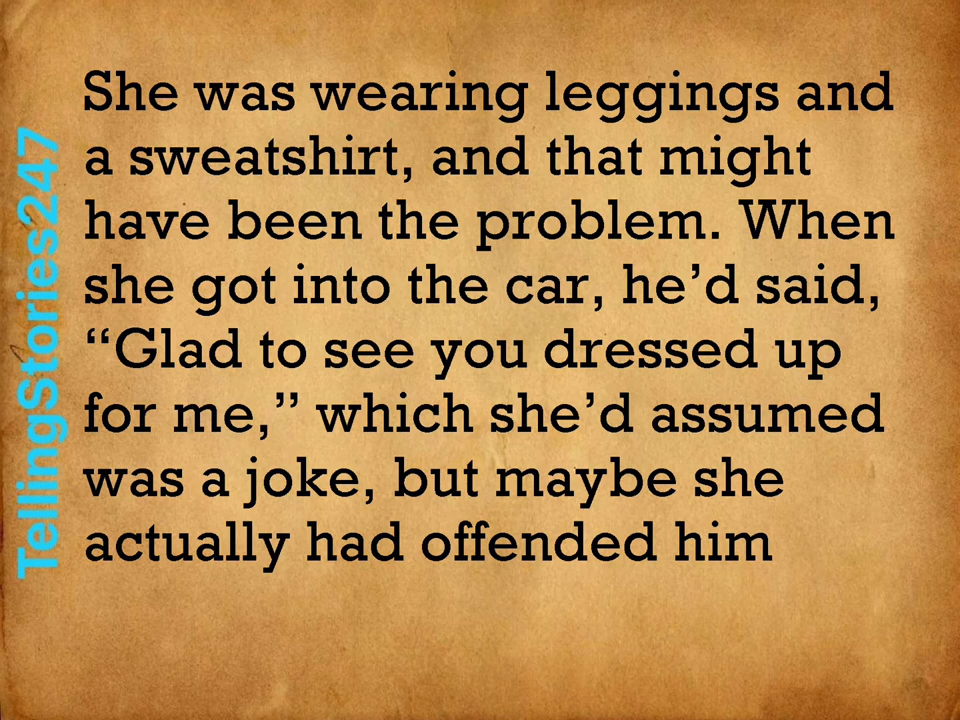 She was wearing leggings and
a sweatshirt, and that might
have been the problem. When
she got into the car, he’d said,
“Glad to see you dressed up
for me,” which she’d assumed
was a joke, but maybe she
actually had offended him
TellingStories247